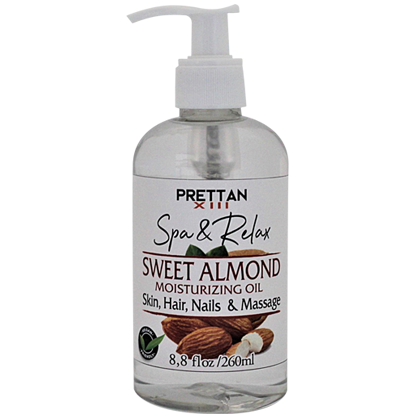 PRETTAN
XIII
Spa & Relax
SWEET ALMOND
MOISTURIZING OIL
Skin, Hair, Nails & Massage
8,8 fl oz/260ml